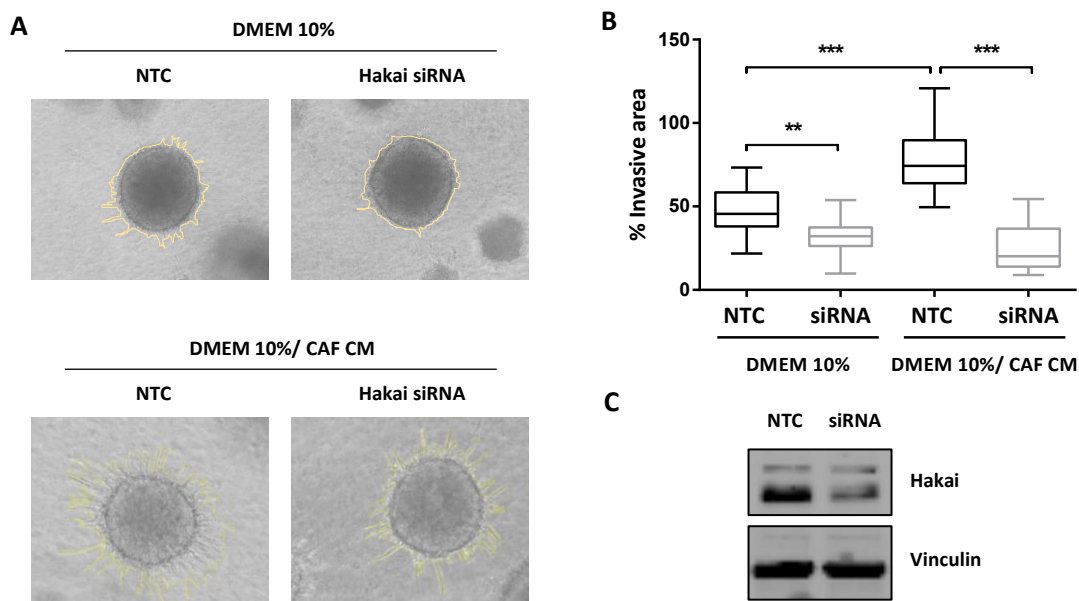 A
DMEM 10%
NTC Hakai siRNA
DMEM 10%/ CAF CM
NTC Hakai siRNA
B
% Invasive area
150
100
50
0
***
***
**
NTC siRNA NTC siRNA
DMEM 10% DMEM 10%/ CAF CM
C
NTC siRNA
Hakai
Vinculin